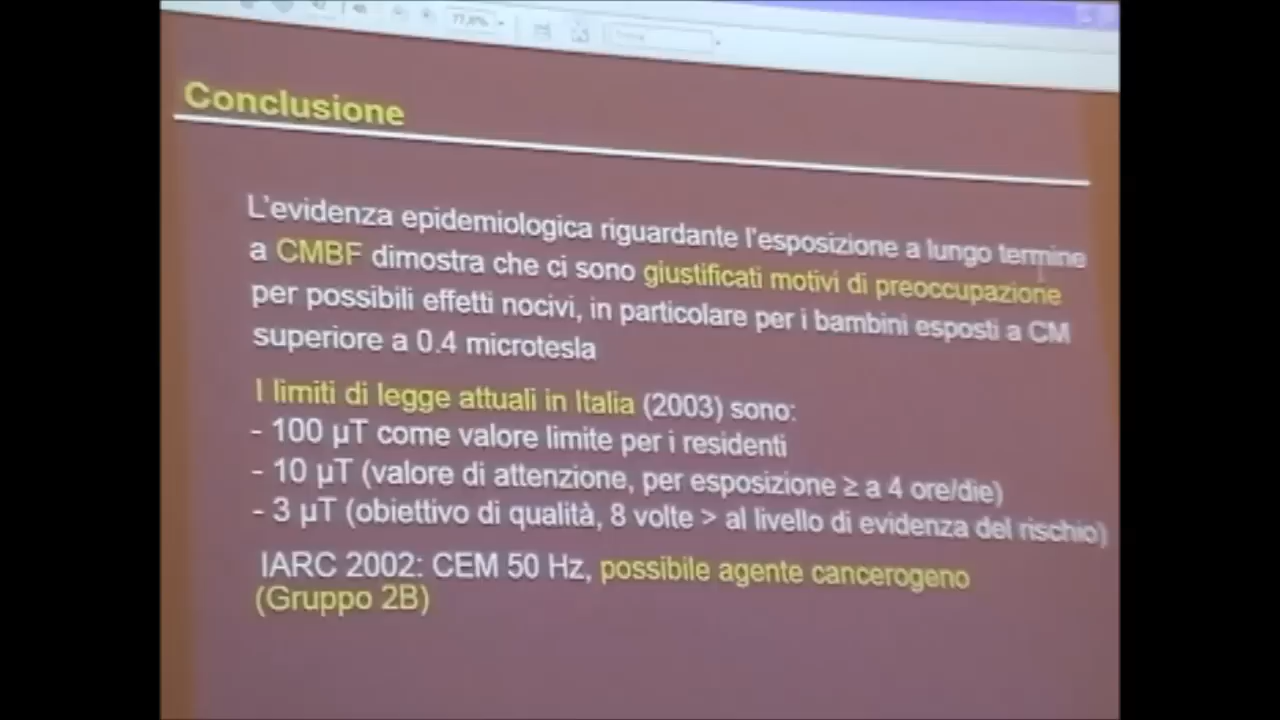 77,8%
Conclusione
L'evidenza epidemiologica riguardante l'esposizione a lungo termine
a CMBF dimostra che ci sono giustificati motivi di preoccupazione
per possibili effetti nocivi, in particolare per i bambini esposti a CM
superiore a 0.4 microtesla
I limiti di legge attuali in Italia (2003) sono:
- 100 µT come valore limite per i residenti
- 10 µT (valore di attenzione, per esposizione ≥ a 4 ore/die)
- 3 µT (obiettivo di qualità, 8 volte > al livello di evidenza del rischio)
IARC 2002: CEM 50 Hz, possibile agente cancerogeno
(Gruppo 2B)